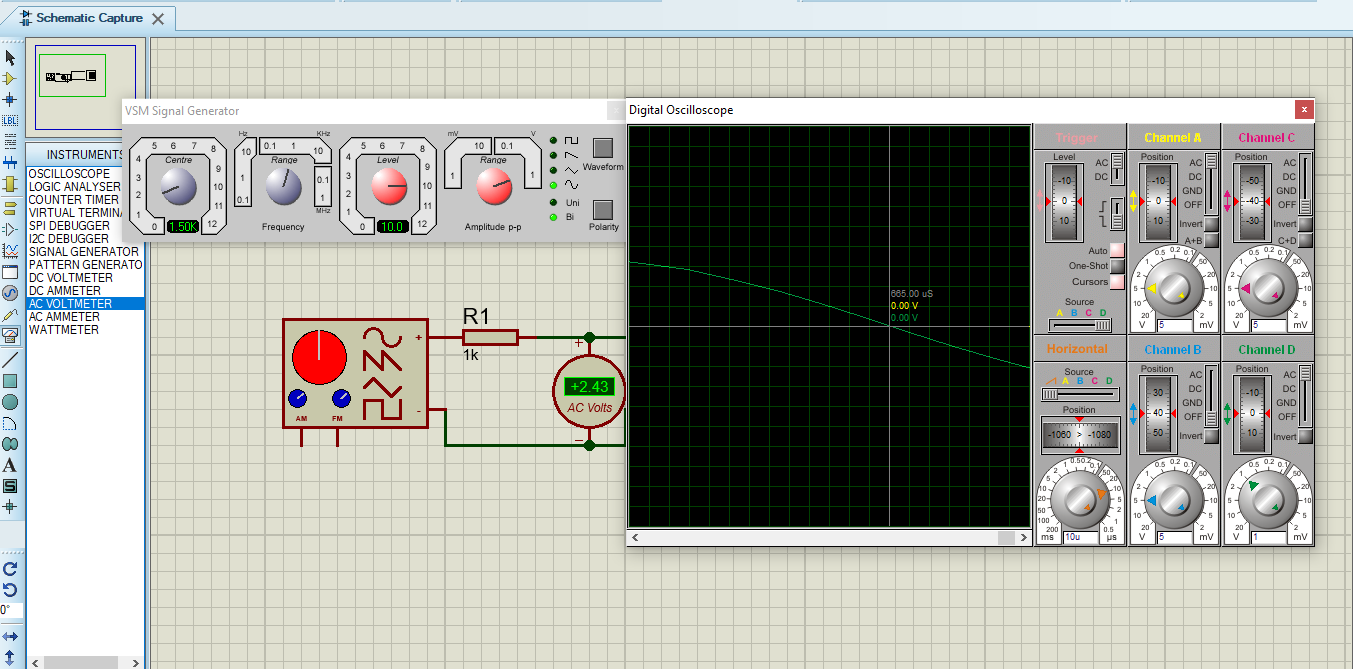 Schematic Capture
VSM Signal Generator
Digital Oscilloscope
INSTRUMENTS
OSCILLOSCOPE
LOGIC ANALYSER
COUNTER TIMER
VIRTUAL TERMINA
SPI DEBUGGER
I2C DEBUGGER
SIGNAL GENERATOR
PATTERN GENERATO
DC VOLTMETER
DC AMMETER
AC VOLTMETER
AC AMMETER
WATTMETER
LBL
A
S
0°
0 1 2 3 4 5 6 7 8 9 10 11 12
Centre
1.50K
Hz KHz
10 0.1 1 10
1 0.1
0.1 1
MHz
Range
Frequency
0 1 2 3 4 5 6 7 8 9 10 11 12
Level
10.0
mV V
10 0.1
1 1
Range
Amplitude p-p
Waveform
Uni
Bi
Polarity
R1
1k
+
-
AM FM
+
+2.43
AC Volts
−
665.00 uS
0.00 V
0.00 V
Trigger
Level
AC
DC
-10
0
10
Auto
One-Shot
Cursors
Source
A B C D
Channel A
Position
AC
DC
GND
OFF
Invert
A+B
-10
0
10
V 5 mV
Channel C
Position
AC
DC
GND
OFF
Invert
C+D
-50
-40
-30
V 5 mV
Horizontal
Source
A B C D
Position
-1060 > -1080
ms 10u µs
Channel B
Position
AC
DC
GND
OFF
Invert
30
40
50
V 5 mV
Channel D
Position
AC
DC
GND
OFF
Invert
-10
0
10
V 1 mV